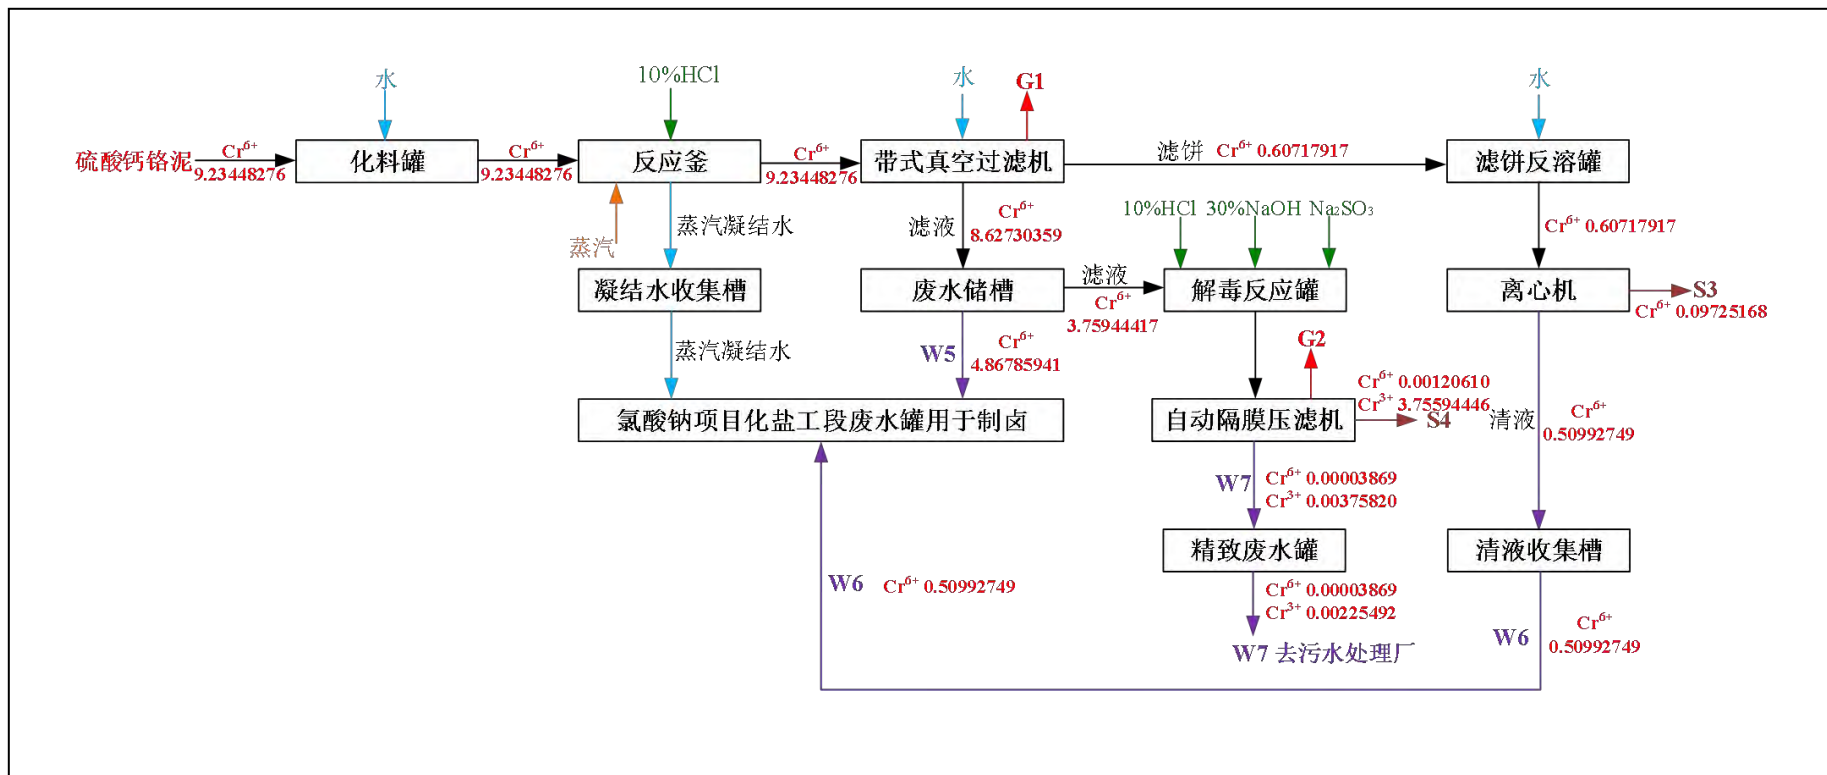 水
10%HCl
水
G1
水
硫酸钙铬泥
Cr⁶⁺
9.23448276
化料罐
Cr⁶⁺
9.23448276
反应釜
Cr⁶⁺
9.23448276
带式真空过滤机
滤饼 Cr⁶⁺ 0.60717917
滤饼反溶罐
蒸汽
蒸汽凝结水
滤液
Cr⁶⁺
8.62730359
10%HCl 30%NaOH Na₂SO₃
Cr⁶⁺ 0.60717917
凝结水收集槽
废水储槽
滤液
Cr⁶⁺
3.75944417
解毒反应罐
离心机
S3
Cr⁶⁺ 0.09725168
蒸汽凝结水
W5
Cr⁶⁺
4.86785941
G2
Cr⁶⁺ 0.00120610
Cr³⁺ 3.75594446
S4
氯酸钠项目化盐工段废水罐用于制卤
自动隔膜压滤机
清液
Cr⁶⁺
0.50992749
W7
Cr⁶⁺ 0.00003869
Cr³⁺ 0.00375820
精致废水罐
清液收集槽
W6 Cr⁶⁺ 0.50992749
Cr⁶⁺ 0.00003869
Cr³⁺ 0.00225492
W7 去污水处理厂
W6
Cr⁶⁺
0.50992749